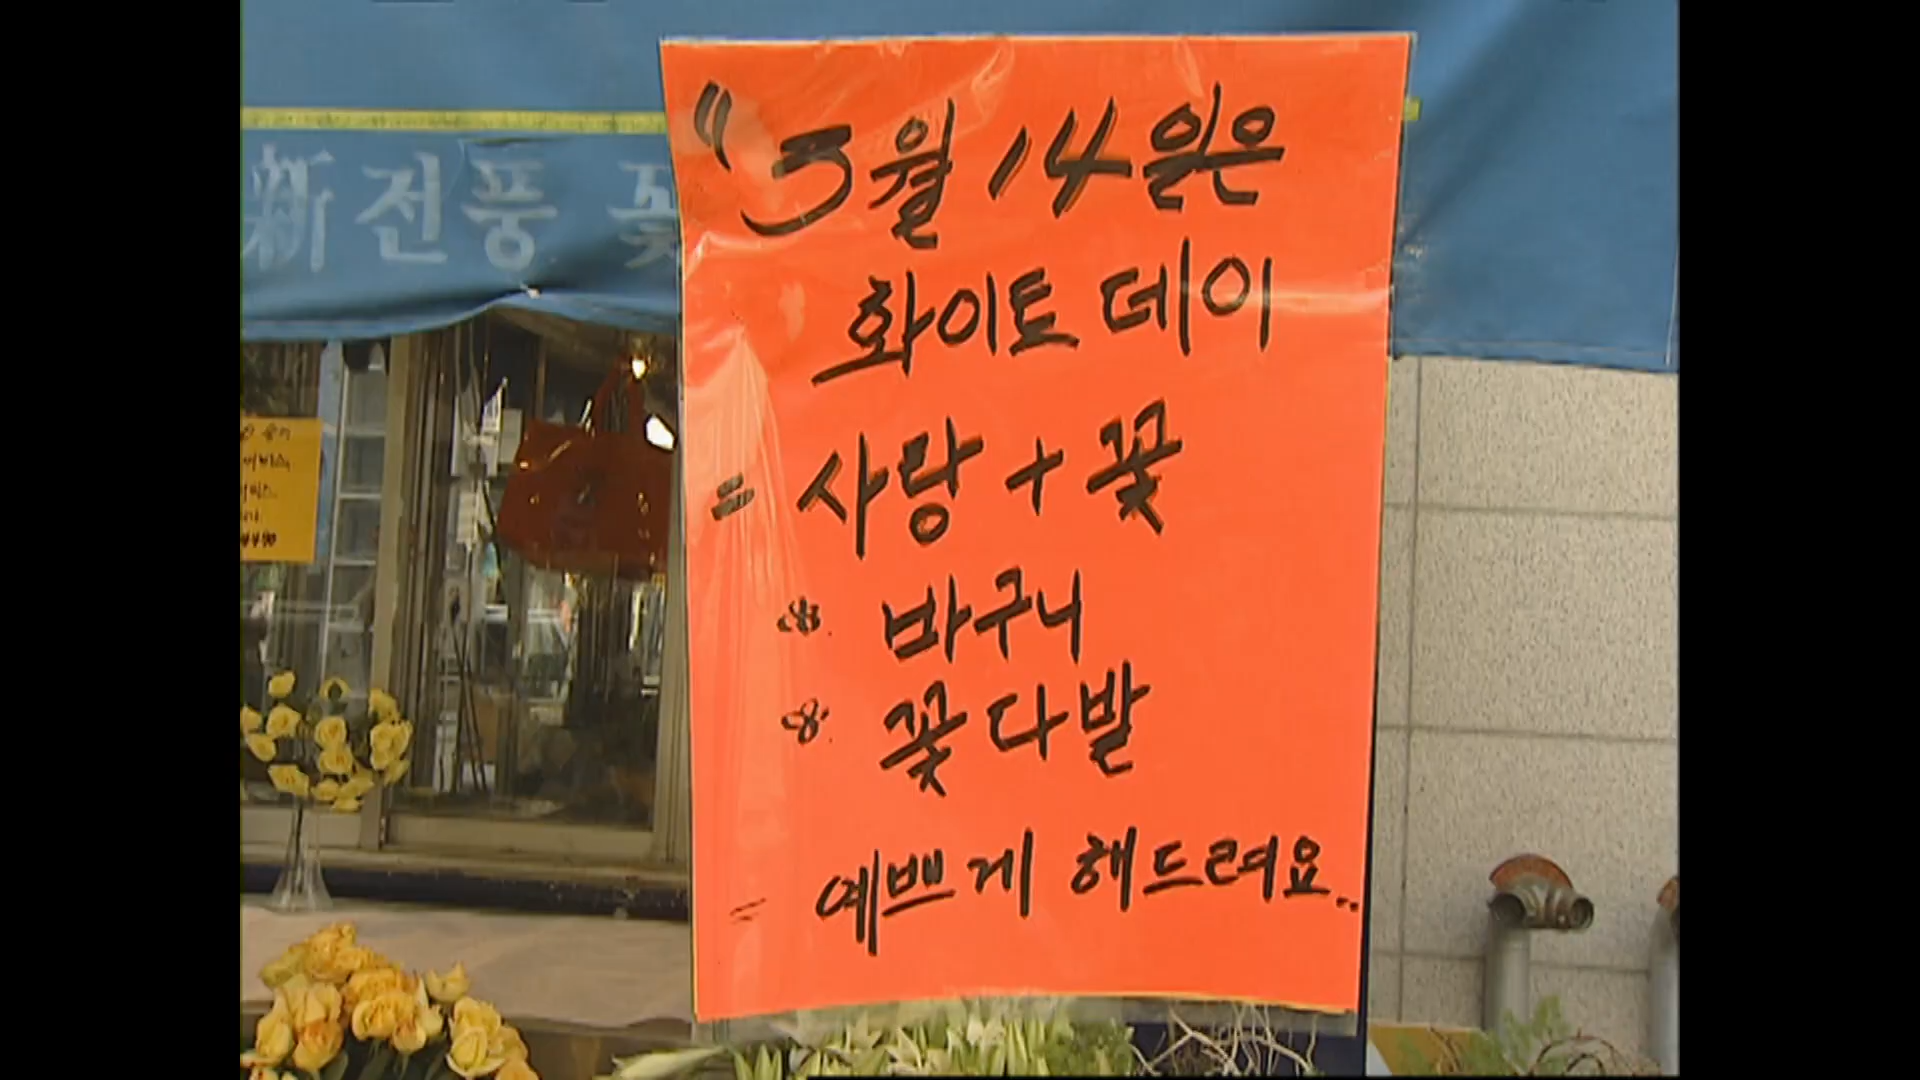 新전풍 꽃
"3월 14일은
화이트 데이
= 사랑 + 꽃
※ 바구니
※ 꽃다발
= 예쁘게 해드려요..